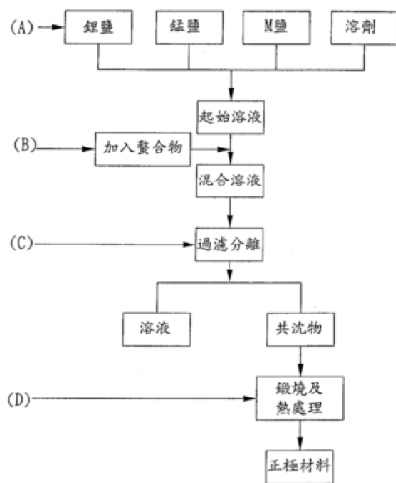 (A)
鋰鹽
錳鹽
M鹽
溶劑
起始溶液
(B)
加入螯合物
混合溶液
(C)
過濾分離
溶液
共沈物
(D)
鍛燒及
熱處理
正極材料